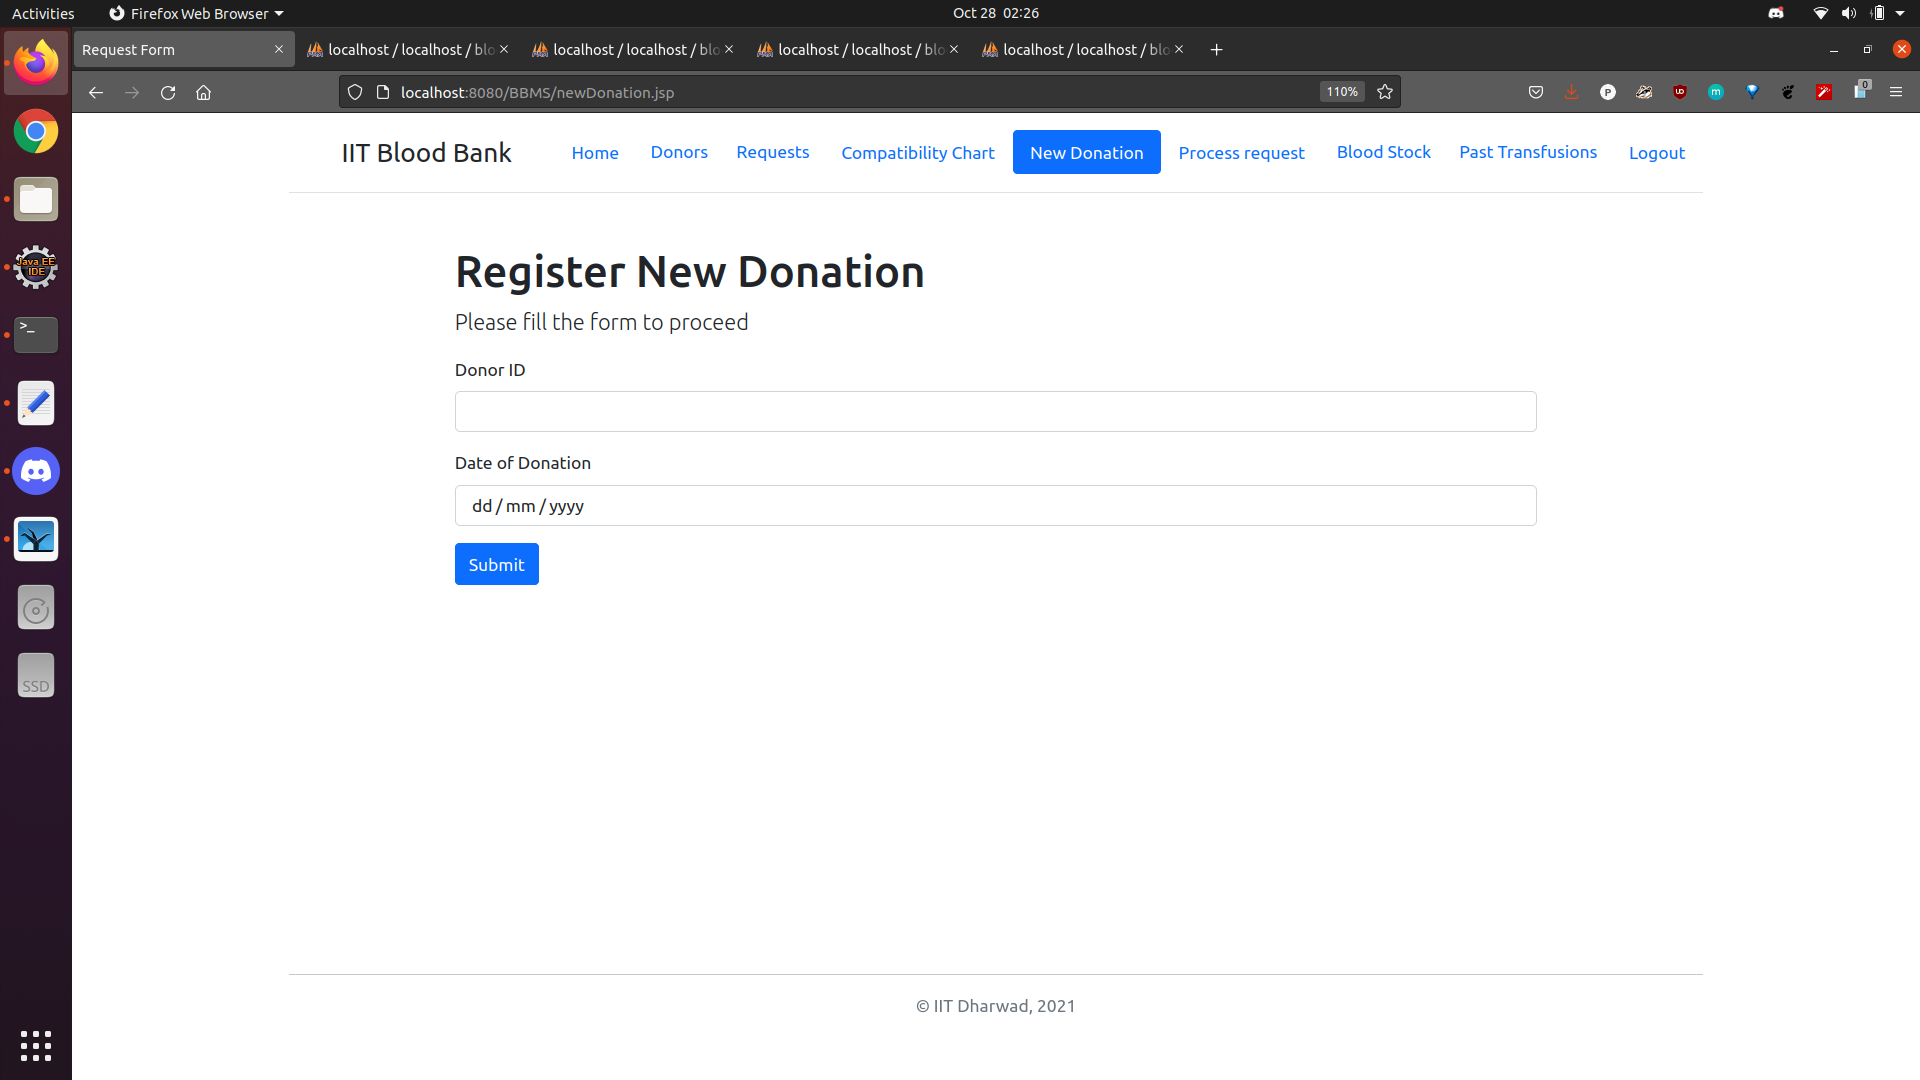 Activities Firefox Web Browser Oct 28 02:26
Request Form localhost / localhost / blo localhost / localhost / blo localhost / localhost / blo localhost / localhost / blo
localhost:8080/BBMS/newDonation.jsp 110% 0
IIT Blood Bank Home Donors Requests Compatibility Chart New Donation Process request Blood Stock Past Transfusions Logout
Java EE
IDE
Register New Donation
Please fill the form to proceed
Donor ID
Date of Donation
dd / mm / yyyy
Submit
SSD
© IIT Dharwad, 2021